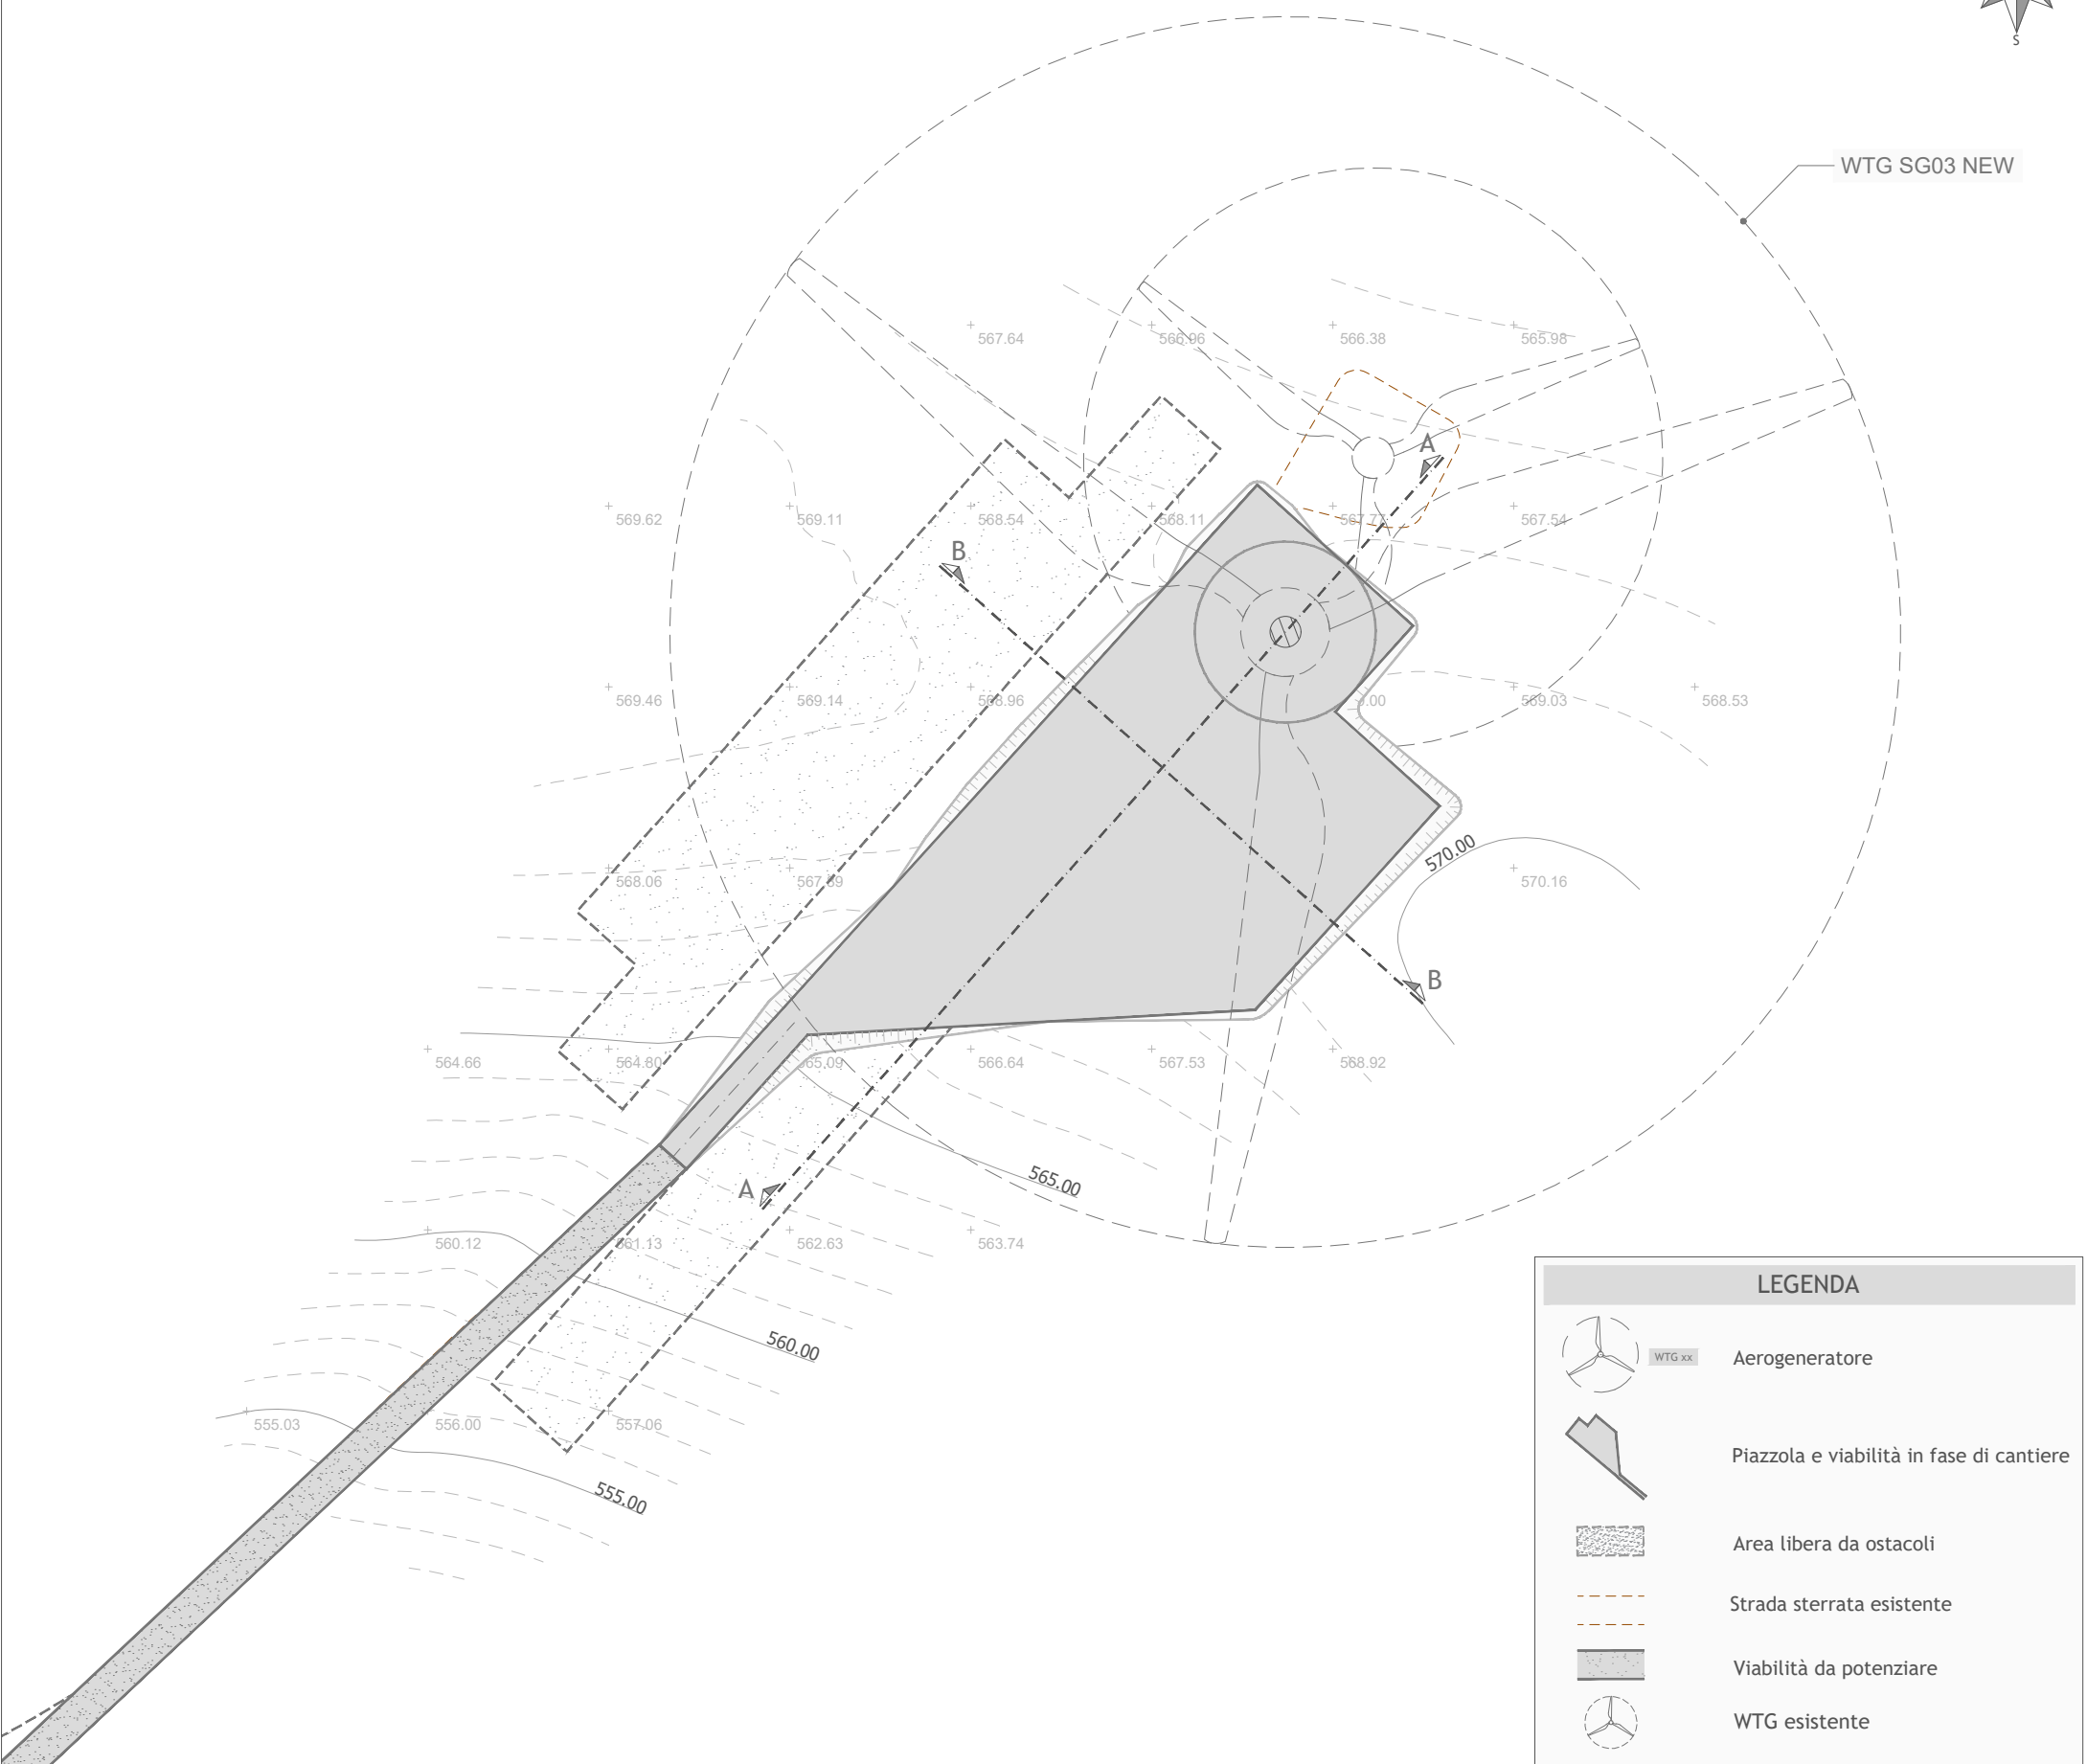 S
WTG SG03 NEW
567.64
566.96
566.38
565.98
A
569.62
569.11
568.54
568.11
567.77
567.54
B
569.46
569.14
568.96
569.03
568.53
570.00
568.06
570.16
B
564.66
564.80
565.09
566.64
567.53
568.92
A
565.00
560.12
561.13
562.63
563.74
560.00
555.03
556.00
557.06
555.00
LEGENDA
WTG xx
Aerogeneratore
Piazzola e viabilità in fase di cantiere
Area libera da ostacoli
Strada sterrata esistente
Viabilità da potenziare
WTG esistente